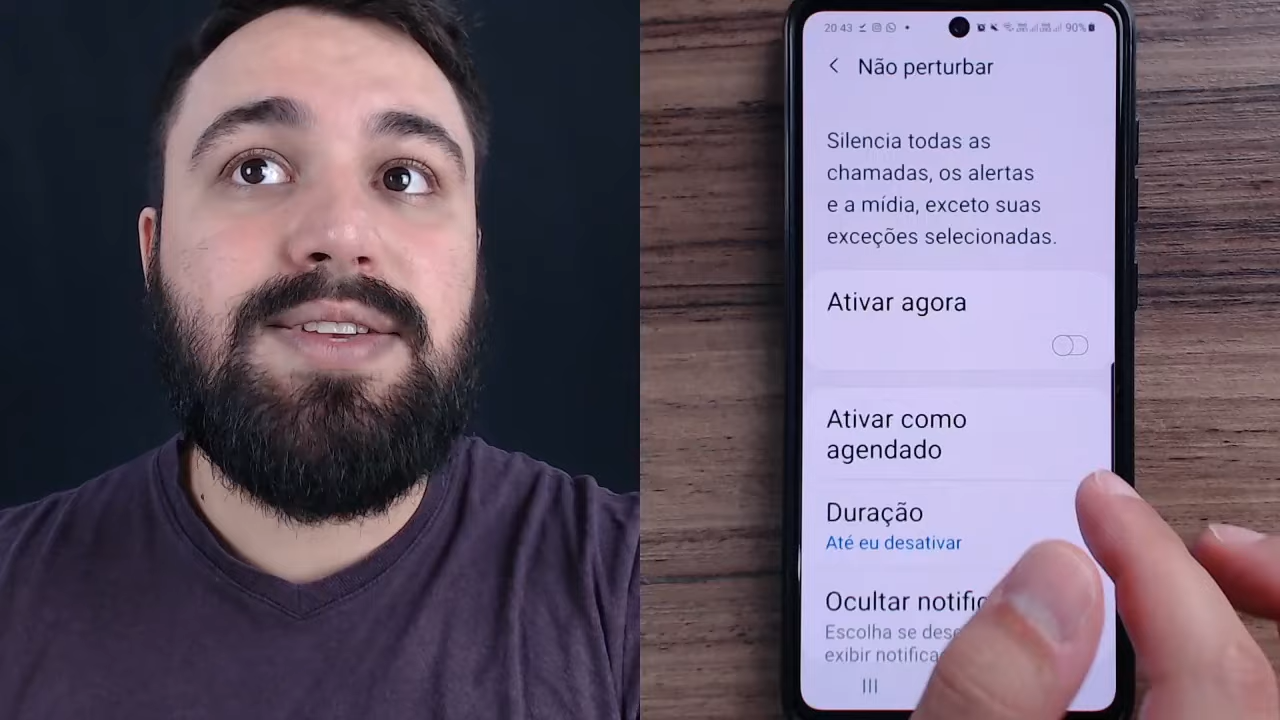 20 43
90%
Não perturbar
Silencia todas as
chamadas, os alertas
e a mídia, exceto suas
exceções selecionadas.
Ativar agora
Ativar como
agendado
Duração
Até eu desativar
Ocultar notific
Escolha se dese
exibir notifica